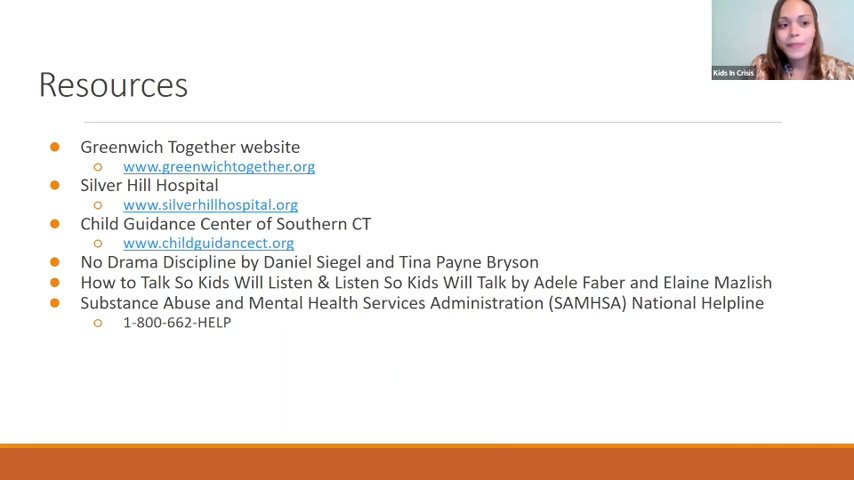 Kids In Crisis
Resources
Greenwich Together website
www.greenwichtogether.org
Silver Hill Hospital
www.silverhillhospital.org
Child Guidance Center of Southern CT
www.childguidancect.org
No Drama Discipline by Daniel Siegel and Tina Payne Bryson
How to Talk So Kids Will Listen & Listen So Kids Will Talk by Adele Faber and Elaine Mazlish
Substance Abuse and Mental Health Services Administration (SAMHSA) National Helpline
1-800-662-HELP